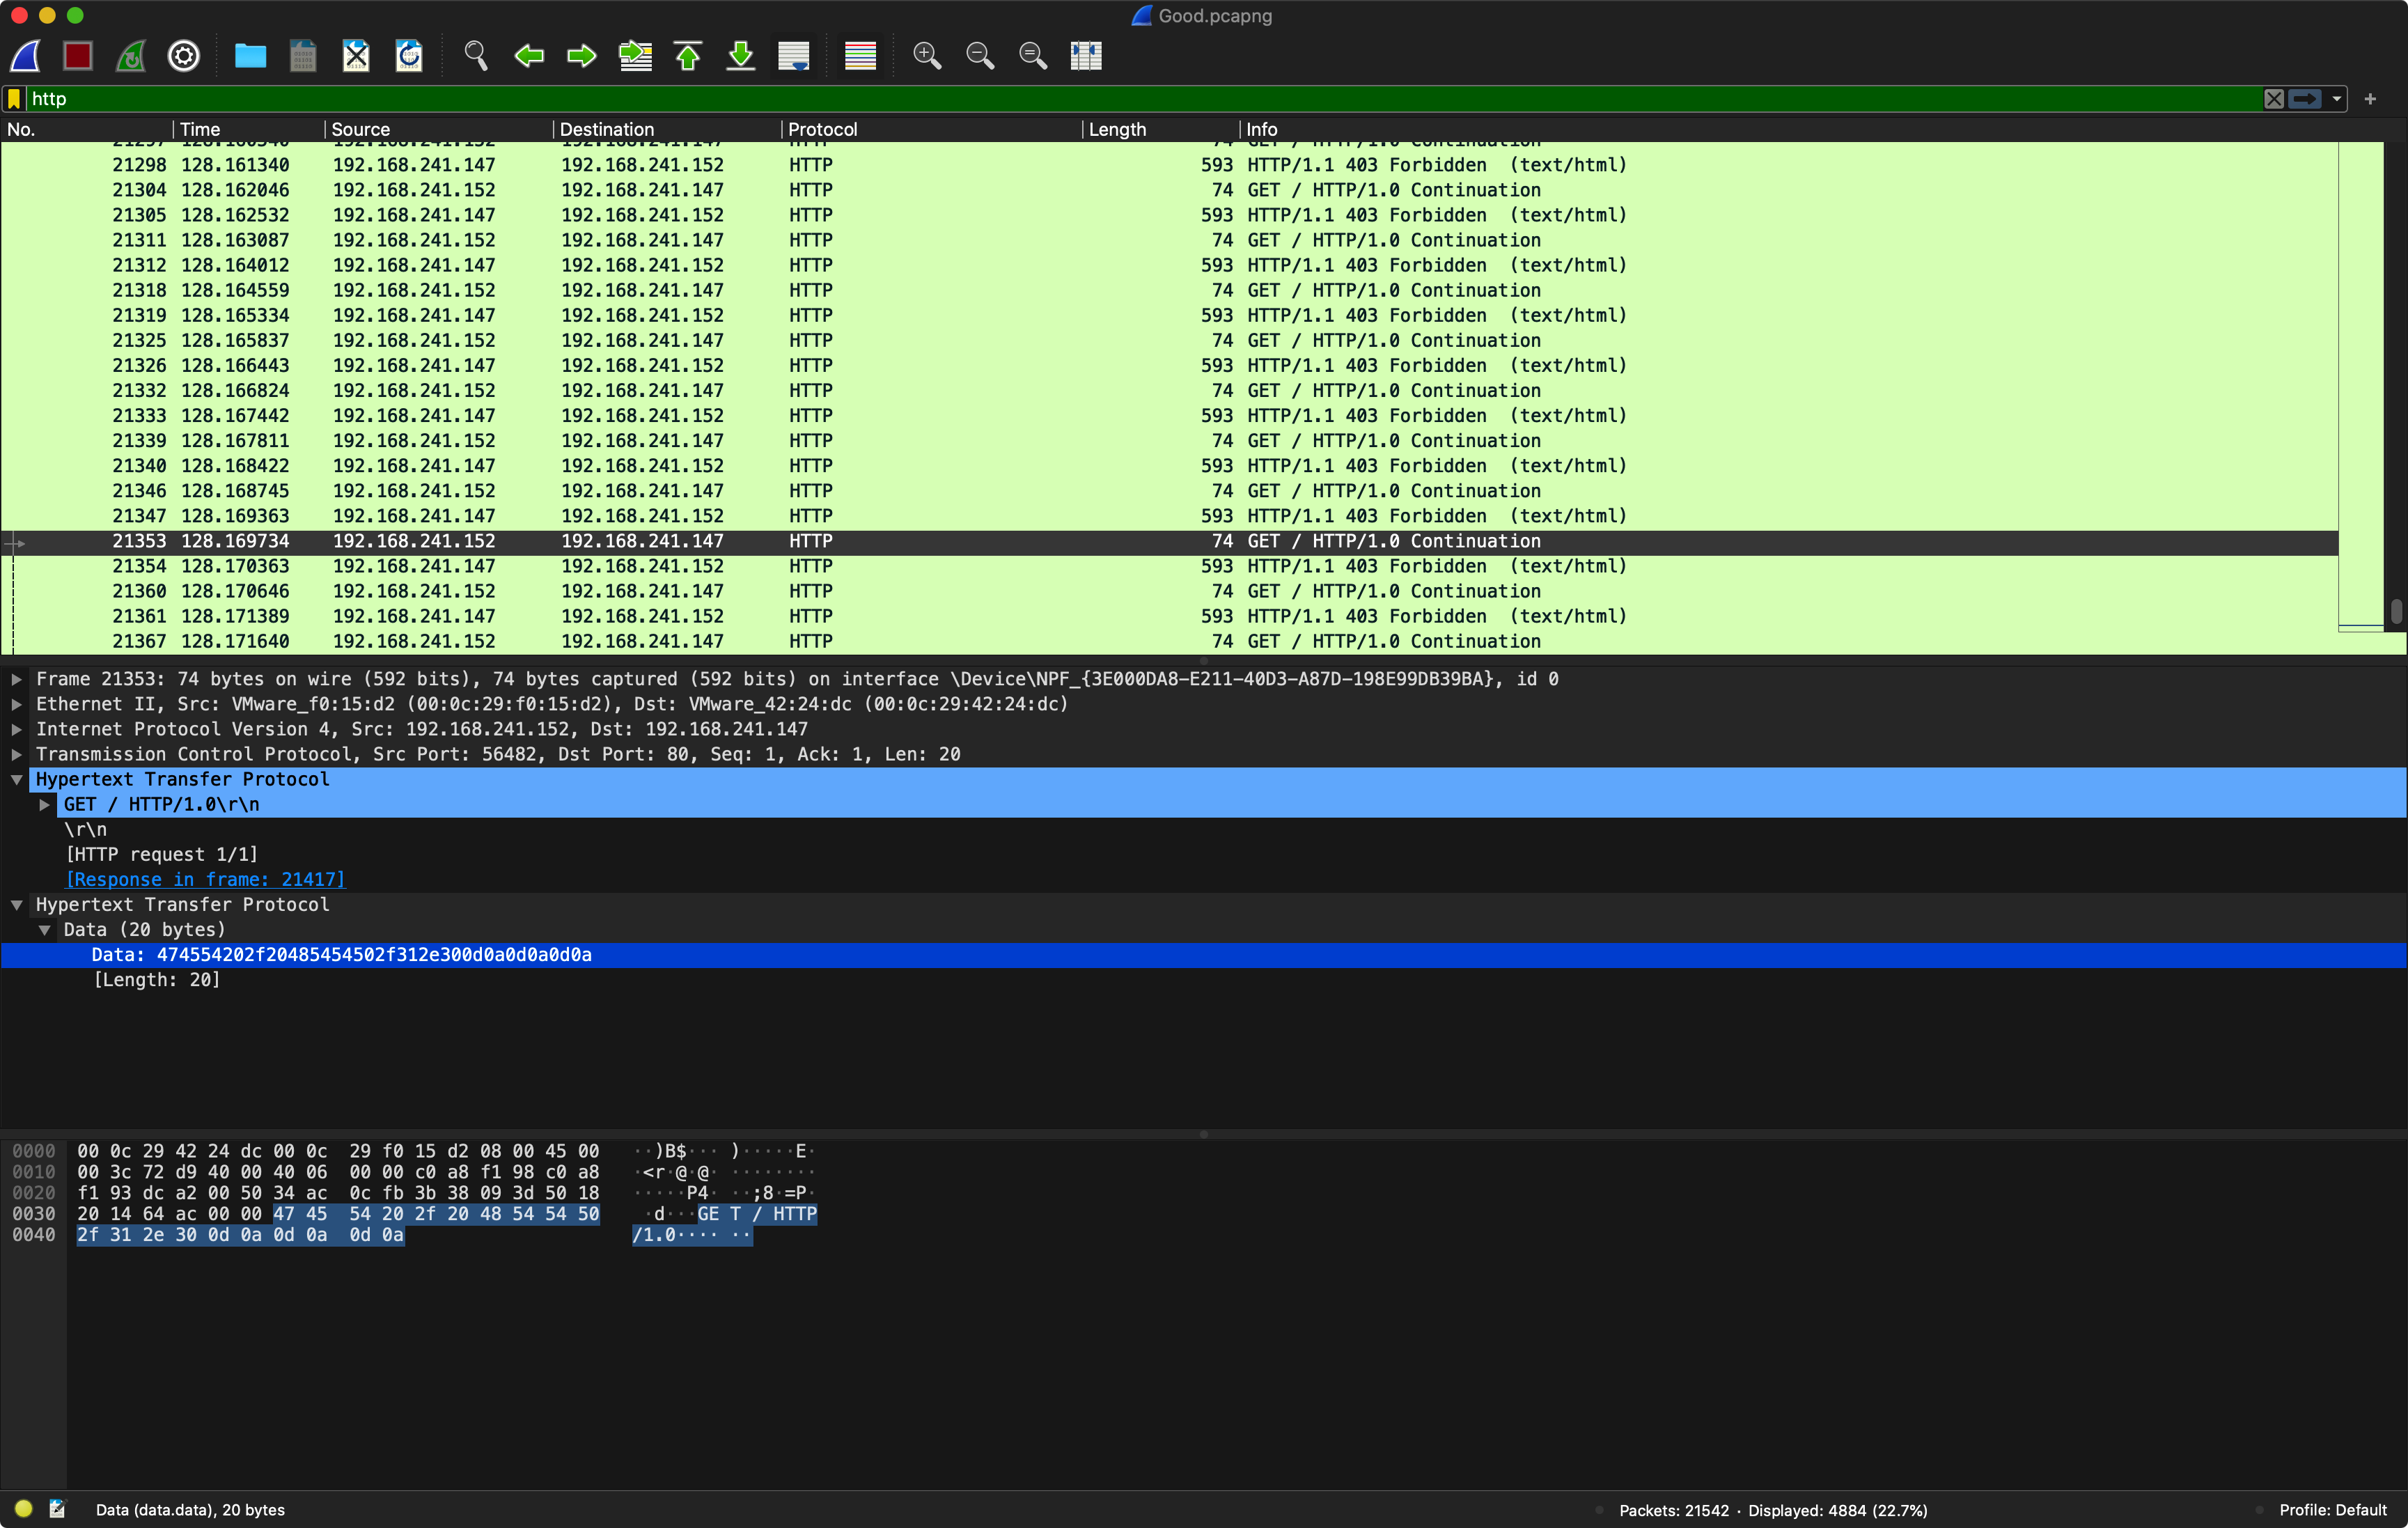 Good.pcapng
http
No. Time Source Destination Protocol Length Info
21297 128.160340 192.168.241.152 192.168.241.147 HTTP 74 GET / HTTP/1.0 Continuation
21298 128.161340 192.168.241.147 192.168.241.152 HTTP 593 HTTP/1.1 403 Forbidden (text/html)
21304 128.162046 192.168.241.152 192.168.241.147 HTTP 74 GET / HTTP/1.0 Continuation
21305 128.162532 192.168.241.147 192.168.241.152 HTTP 593 HTTP/1.1 403 Forbidden (text/html)
21311 128.163087 192.168.241.152 192.168.241.147 HTTP 74 GET / HTTP/1.0 Continuation
21312 128.164012 192.168.241.147 192.168.241.152 HTTP 593 HTTP/1.1 403 Forbidden (text/html)
21318 128.164559 192.168.241.152 192.168.241.147 HTTP 74 GET / HTTP/1.0 Continuation
21319 128.165334 192.168.241.147 192.168.241.152 HTTP 593 HTTP/1.1 403 Forbidden (text/html)
21325 128.165837 192.168.241.152 192.168.241.147 HTTP 74 GET / HTTP/1.0 Continuation
21326 128.166443 192.168.241.147 192.168.241.152 HTTP 593 HTTP/1.1 403 Forbidden (text/html)
21332 128.166824 192.168.241.152 192.168.241.147 HTTP 74 GET / HTTP/1.0 Continuation
21333 128.167442 192.168.241.147 192.168.241.152 HTTP 593 HTTP/1.1 403 Forbidden (text/html)
21339 128.167811 192.168.241.152 192.168.241.147 HTTP 74 GET / HTTP/1.0 Continuation
21340 128.168422 192.168.241.147 192.168.241.152 HTTP 593 HTTP/1.1 403 Forbidden (text/html)
21346 128.168745 192.168.241.152 192.168.241.147 HTTP 74 GET / HTTP/1.0 Continuation
21347 128.169363 192.168.241.147 192.168.241.152 HTTP 593 HTTP/1.1 403 Forbidden (text/html)
21353 128.169734 192.168.241.152 192.168.241.147 HTTP 74 GET / HTTP/1.0 Continuation
21354 128.170363 192.168.241.147 192.168.241.152 HTTP 593 HTTP/1.1 403 Forbidden (text/html)
21360 128.170646 192.168.241.152 192.168.241.147 HTTP 74 GET / HTTP/1.0 Continuation
21361 128.171389 192.168.241.147 192.168.241.152 HTTP 593 HTTP/1.1 403 Forbidden (text/html)
21367 128.171640 192.168.241.152 192.168.241.147 HTTP 74 GET / HTTP/1.0 Continuation
Frame 21353: 74 bytes on wire (592 bits), 74 bytes captured (592 bits) on interface \Device\NPF_{3E000DA8-E211-40D3-A87D-198E99DB39BA}, id 0
Ethernet II, Src: VMware_f0:15:d2 (00:0c:29:f0:15:d2), Dst: VMware_42:24:dc (00:0c:29:42:24:dc)
Internet Protocol Version 4, Src: 192.168.241.152, Dst: 192.168.241.147
Transmission Control Protocol, Src Port: 56482, Dst Port: 80, Seq: 1, Ack: 1, Len: 20
Hypertext Transfer Protocol
GET / HTTP/1.0\r\n
\r\n
[HTTP request 1/1]
[Response in frame: 21417]
Hypertext Transfer Protocol
Data (20 bytes)
Data: 474554202f20485454502f312e300d0a0d0a0d0a
[Length: 20]
0000 00 0c 29 42 24 dc 00 0c 29 f0 15 d2 08 00 45 00 ··)B$··· )·····E·
0010 00 3c 72 d9 40 00 40 06 00 00 c0 a8 f1 98 c0 a8 ·<r·@·@· ········
0020 f1 93 dc a2 00 50 34 ac 0c fb 3b 38 09 3d 50 18 ·····P4· ··;8·=P·
0030 20 14 64 ac 00 00 47 45 54 20 2f 20 48 54 54 50 ·d···GE T / HTTP
0040 2f 31 2e 30 0d 0a 0d 0a 0d 0a /1.0···· ··
Data (data.data), 20 bytes
Packets: 21542 · Displayed: 4884 (22.7%)
Profile: Default